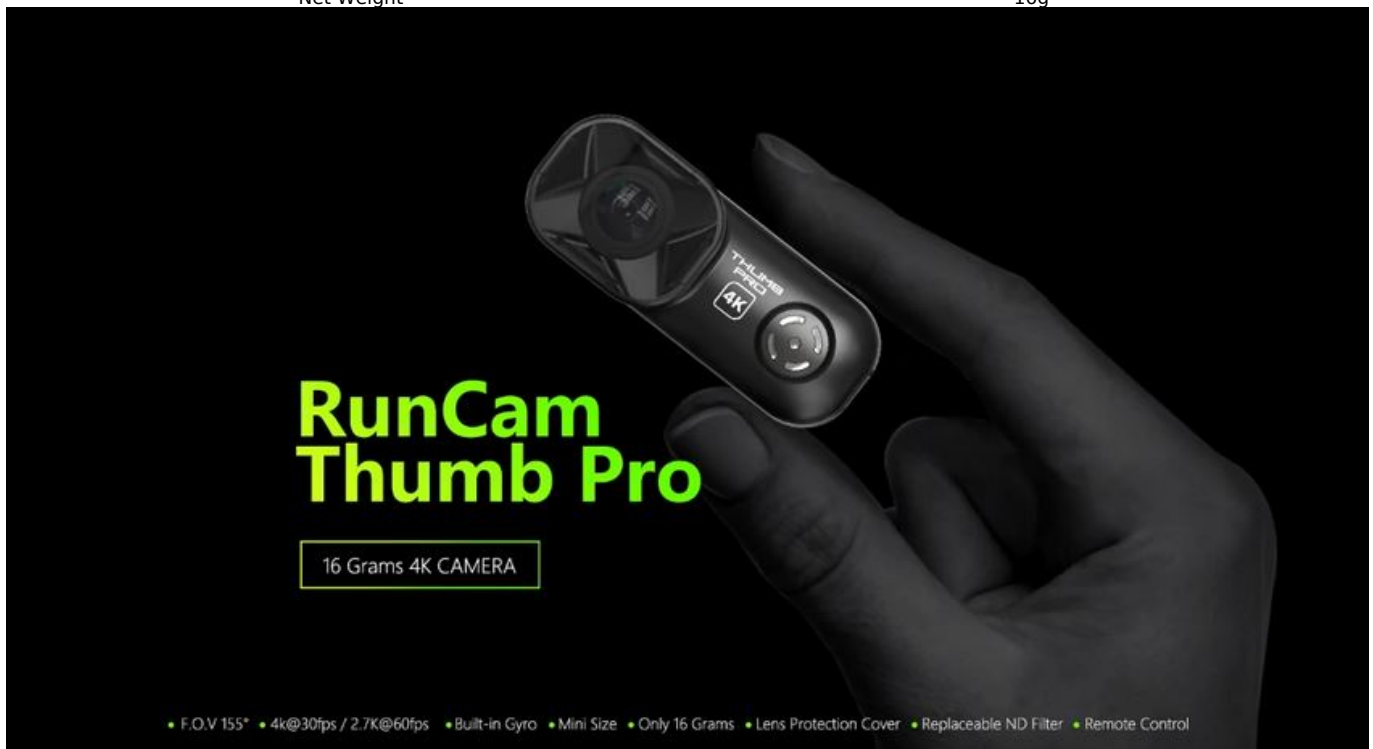 Net Weight 16g
THUMB
PRO
4K
RunCam
Thumb Pro
16 Grams 4K CAMERA
• F.O.V 155° • 4k@30fps / 2.7K@60fps • Built-in Gyro • Mini Size • Only 16 Grams • Lens Protection Cover • Replaceable ND Filter • Remote Control